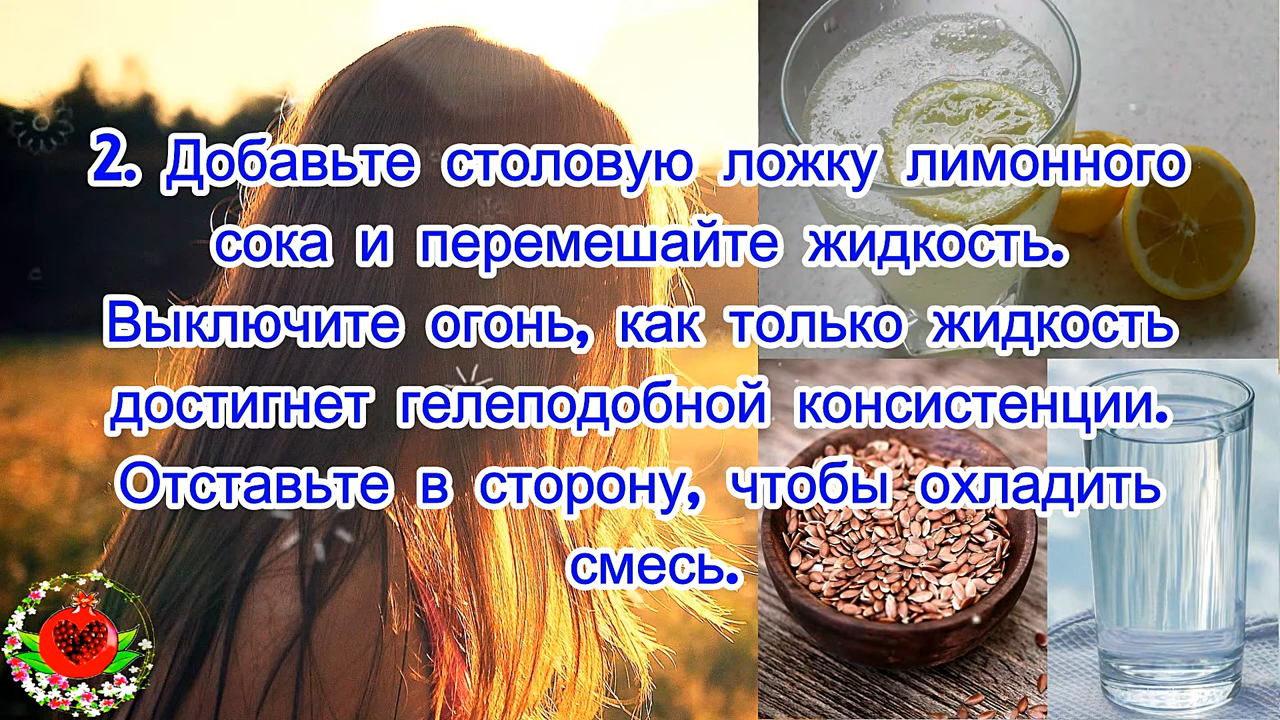 2. Добавьте столовую ложку лимонного
сока и перемешайте жидкость.
Выключите огонь, как только жидкость
достигнет гелеподобной консистенции.
Отставьте в сторону, чтобы охладить
смесь.